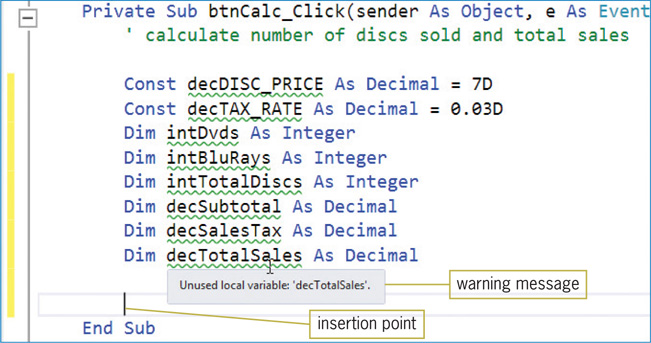 Private Sub btnCalc_Click(sender As Object, e As Event
' calculate number of discs sold and total sales
Const decDISC_PRICE As Decimal = 7D
Const decTAX_RATE As Decimal = 0.03D
Dim intDvds As Integer
Dim intBluRays As Integer
Dim intTotalDiscs As Integer
Dim decSubtotal As Decimal
Dim decSalesTax As Decimal
Dim decTotalSales As Decimal
Unused local variable: 'decTotalSales'.
warning message
insertion point
End Sub